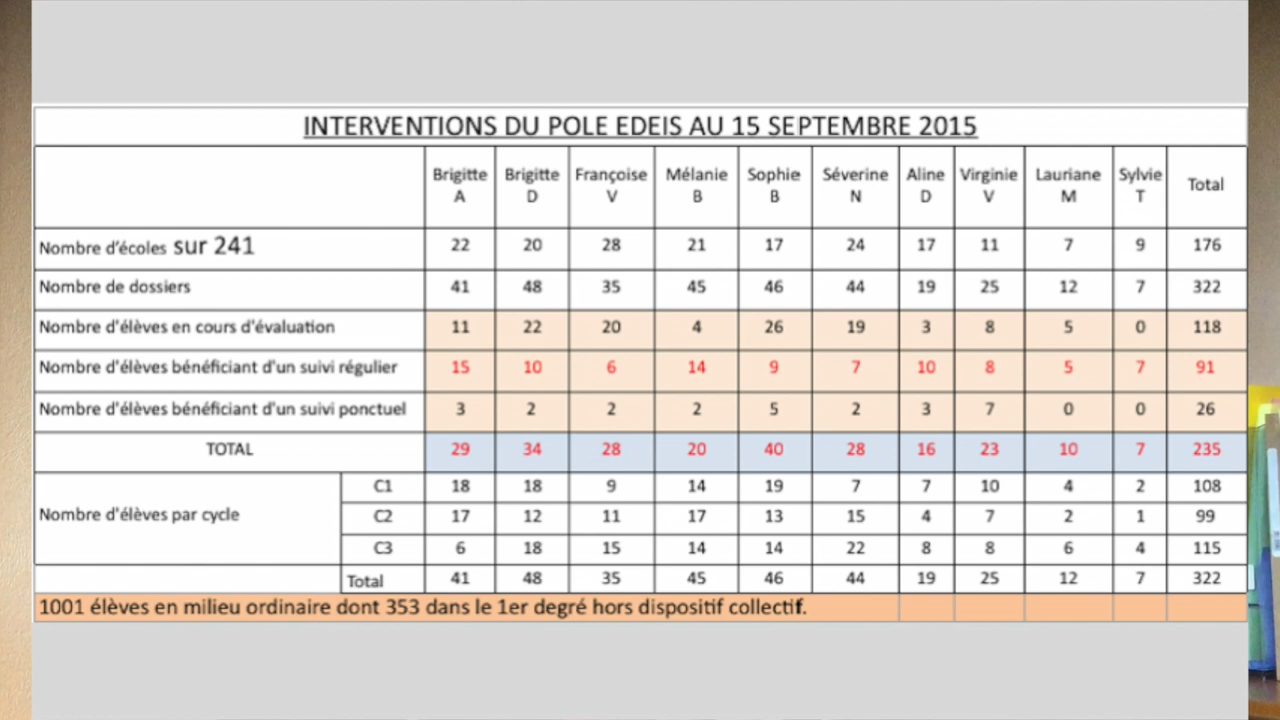 INTERVENTIONS DU POLE EDEIS AU 15 SEPTEMBRE 2015
Brigitte A Brigitte D Françoise V Mélanie B Sophie B Séverine N Aline D Virginie V Lauriane M Sylvie T Total
Nombre d'écoles sur 241 22 20 28 21 17 24 17 11 7 9 176
Nombre de dossiers 41 48 35 45 46 44 19 25 12 7 322
Nombre d'élèves en cours d'évaluation 11 22 20 4 26 19 3 8 5 0 118
Nombre d'élèves bénéficiant d'un suivi régulier 15 10 6 14 9 7 10 8 5 7 91
Nombre d'élèves bénéficiant d'un suivi ponctuel 3 2 2 2 5 2 3 7 0 0 26
TOTAL 29 34 28 20 40 28 16 23 10 7 235
Nombre d'élèves par cycle
C1 18 18 9 14 19 7 7 10 4 2 108
C2 17 12 11 17 13 15 4 7 2 1 99
C3 6 18 15 14 14 22 8 8 6 4 115
Total 41 48 35 45 46 44 19 25 12 7 322
1001 élèves en milieu ordinaire dont 353 dans le 1er degré hors dispositif collectif.